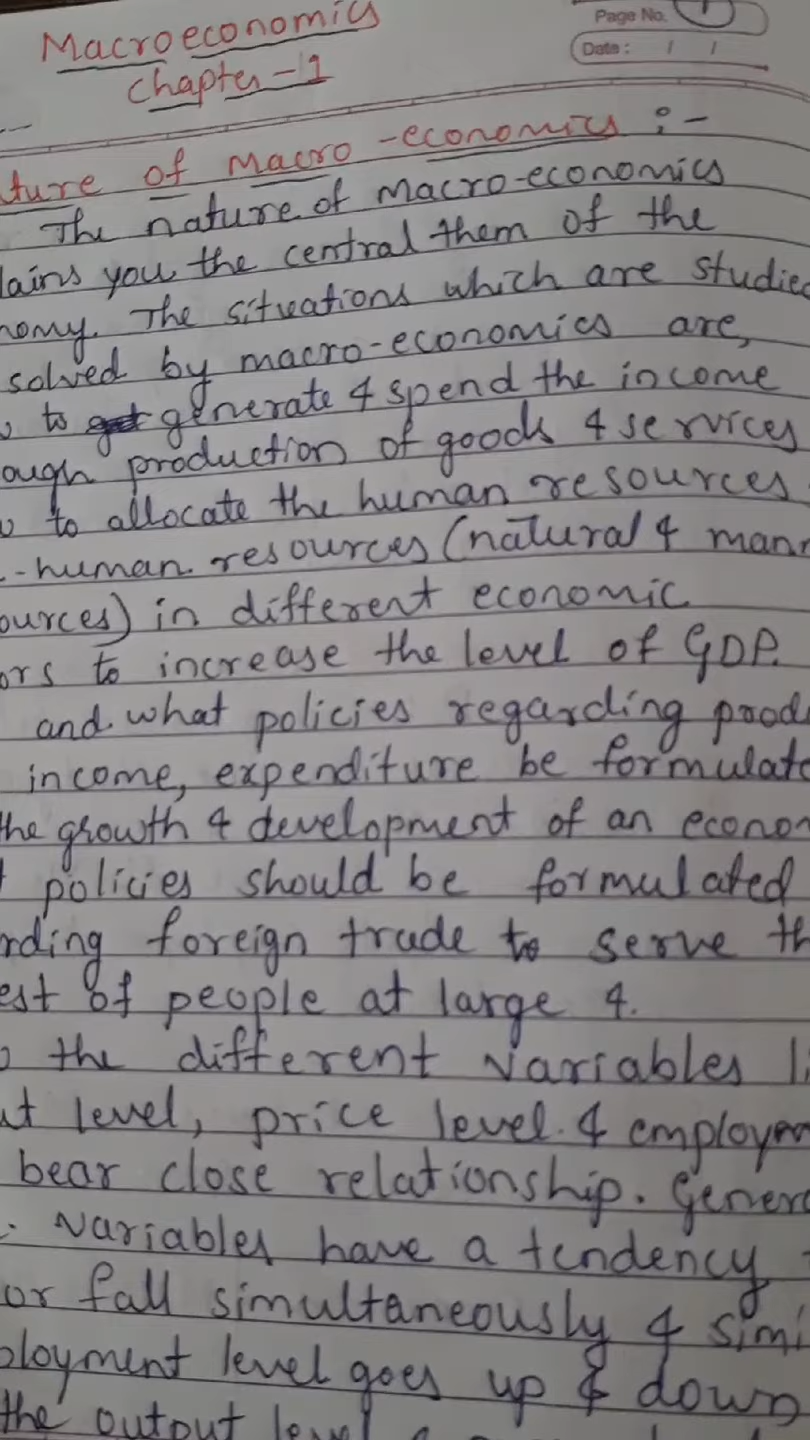 Macroeconomics
Page No. 1
Date : / /
Chapter-1
ture of Macro-economics :-
The nature of macro-economics
lains you the central them of the
nomy. The situations which are studied
solved by macro-economics are,
to generate & spend the income
ough production of goods & services
to allocate the human resources
-human resources (natural & man
ources) in different economic
ors to increase the level of GDP.
and what policies regarding prod
income, expenditure be formulate
the growth & development of an econo
policies should be formulated
rding foreign trade to serve th
est of people at large &.
the different variables li
ut level, price level & employm
bear close relationship. Genera
variables have a tendency
or fall simultaneously & simi
ployment level goes up & down
the output level